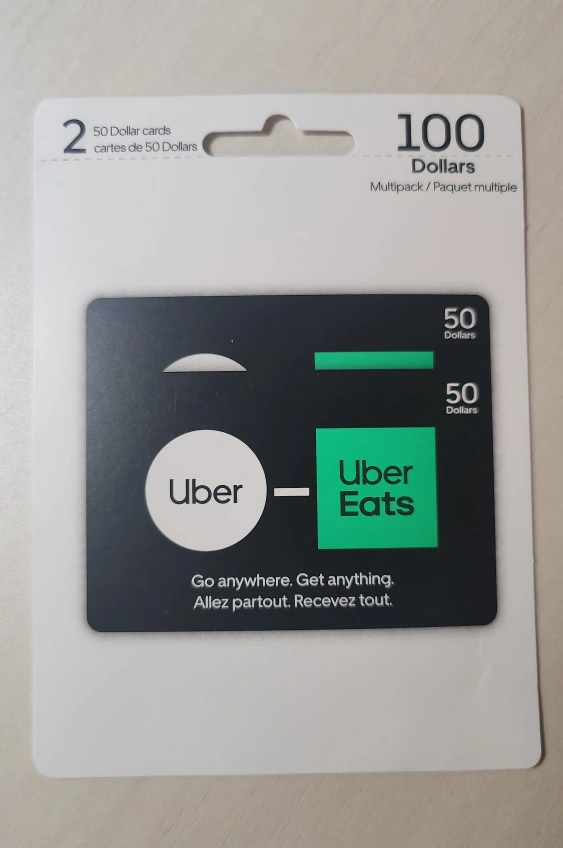 2 50 Dollar cards
cartes de 50 Dollars
100
Dollars
Multipack / Paquet multiple
50
Dollars
50
Dollars
Uber
Uber
Eats
Go anywhere. Get anything.
Allez partout. Recevez tout.